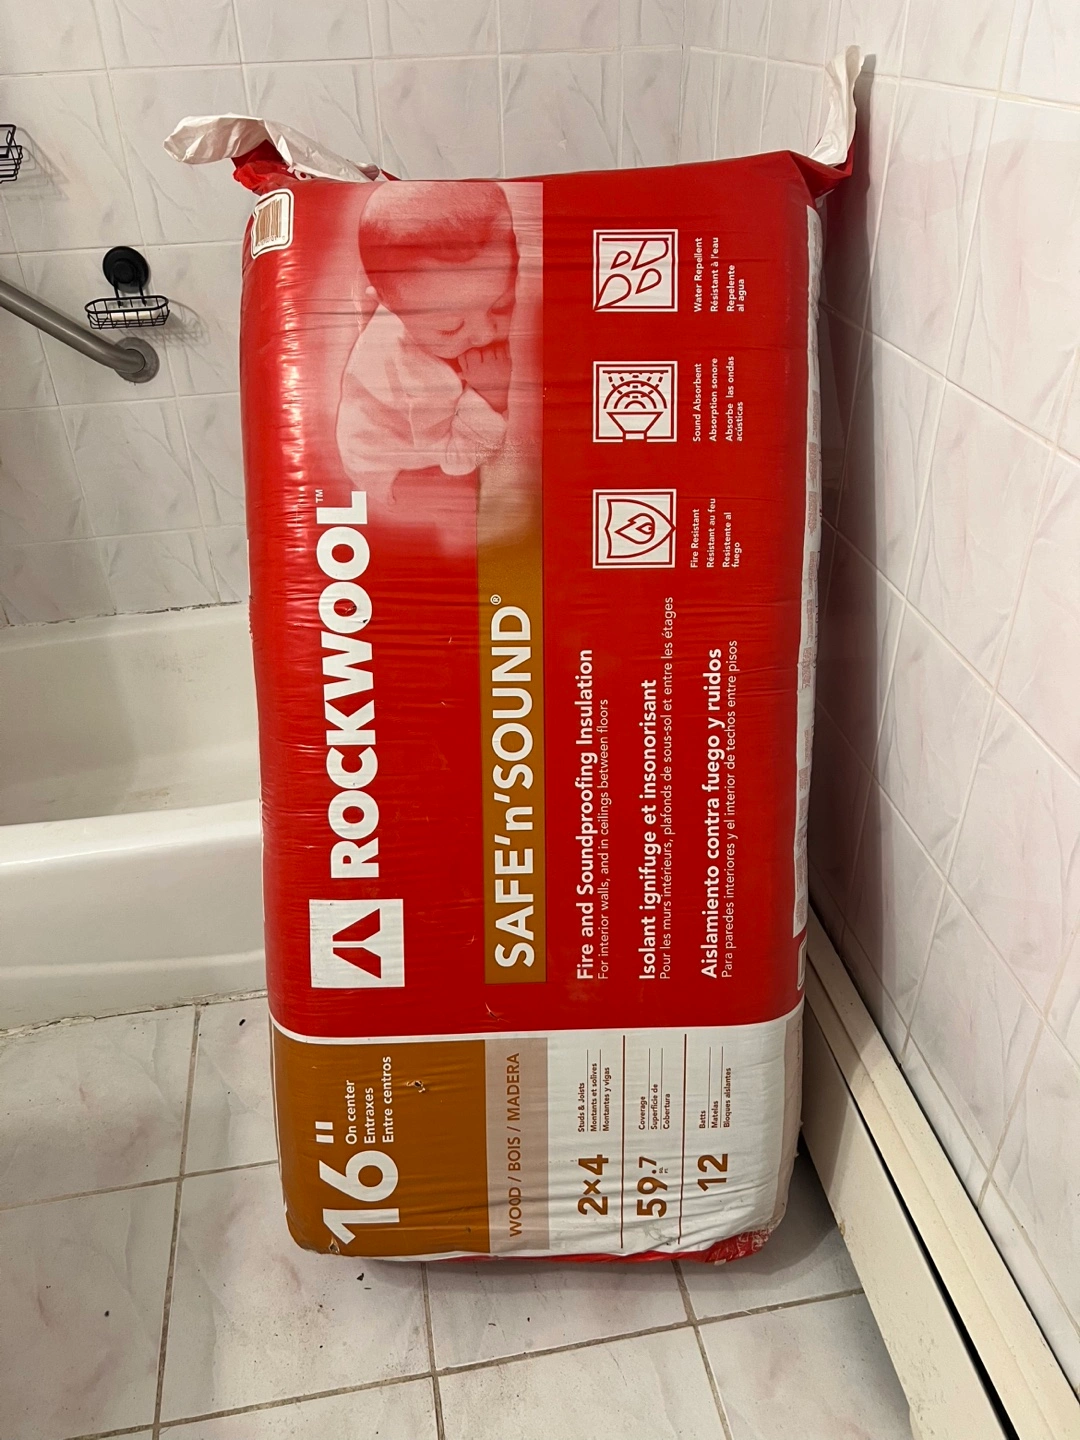 ROCKWOOL™
SAFE'n'SOUND®
Fire and Soundproofing Insulation
For interior walls, and in ceilings between floors
Isolant ignifuge et insonorisant
Pour les murs intérieurs, plafonds de sous-sol et entre les étages
Aislamiento contra fuego y ruidos
Para paredes interiores y el interior de techos entre pisos
Fire Resistant
Résistant au feu
Resistente al
fuego
Sound Absorbent
Absorption sonore
Absorbe las ondas
acústicas
Water Repellent
Résistant à l'eau
Repelente
al agua
16"
On center
Entraxes
Entre centros
WOOD / BOIS / MADERA
2x4
Studs & Joists
Montants et solives
Montantes y vigas
59.7
SQ.
FT.
Coverage
Superficie de
Cobertura
12
Batts
Matelas
Bloques aislantes